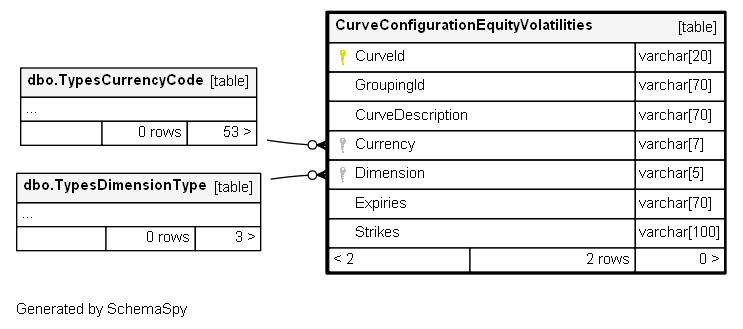 CurveConfigurationEquityVolatilities [table]
CurveId varchar[20]
GroupingId varchar[70]
CurveDescription varchar[70]
Currency varchar[7]
Dimension varchar[5]
Expiries varchar[70]
Strikes varchar[100]
< 2 2 rows 0 >
dbo.TypesCurrencyCode [table]
...
0 rows 53 >
dbo.TypesDimensionType [table]
...
0 rows 3 >
Generated by SchemaSpy